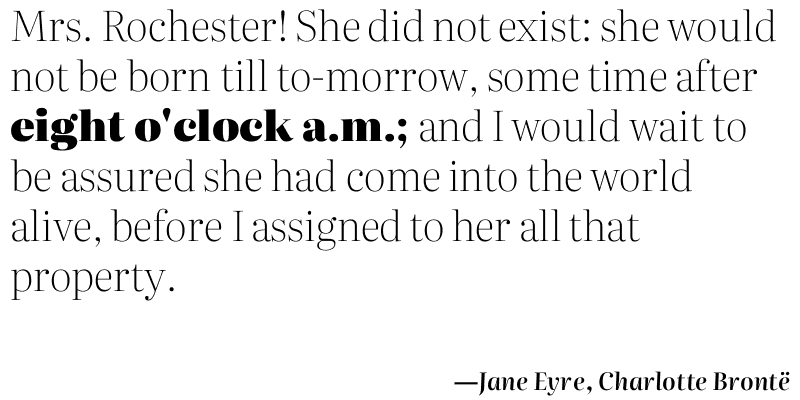 Mrs. Rochester! She did not exist: she would
not be born till to-morrow, some time after
eight o'clock a.m.; and I would wait to
be assured she had come into the world
alive, before I assigned to her all that
property.
—Jane Eyre, Charlotte Brontë